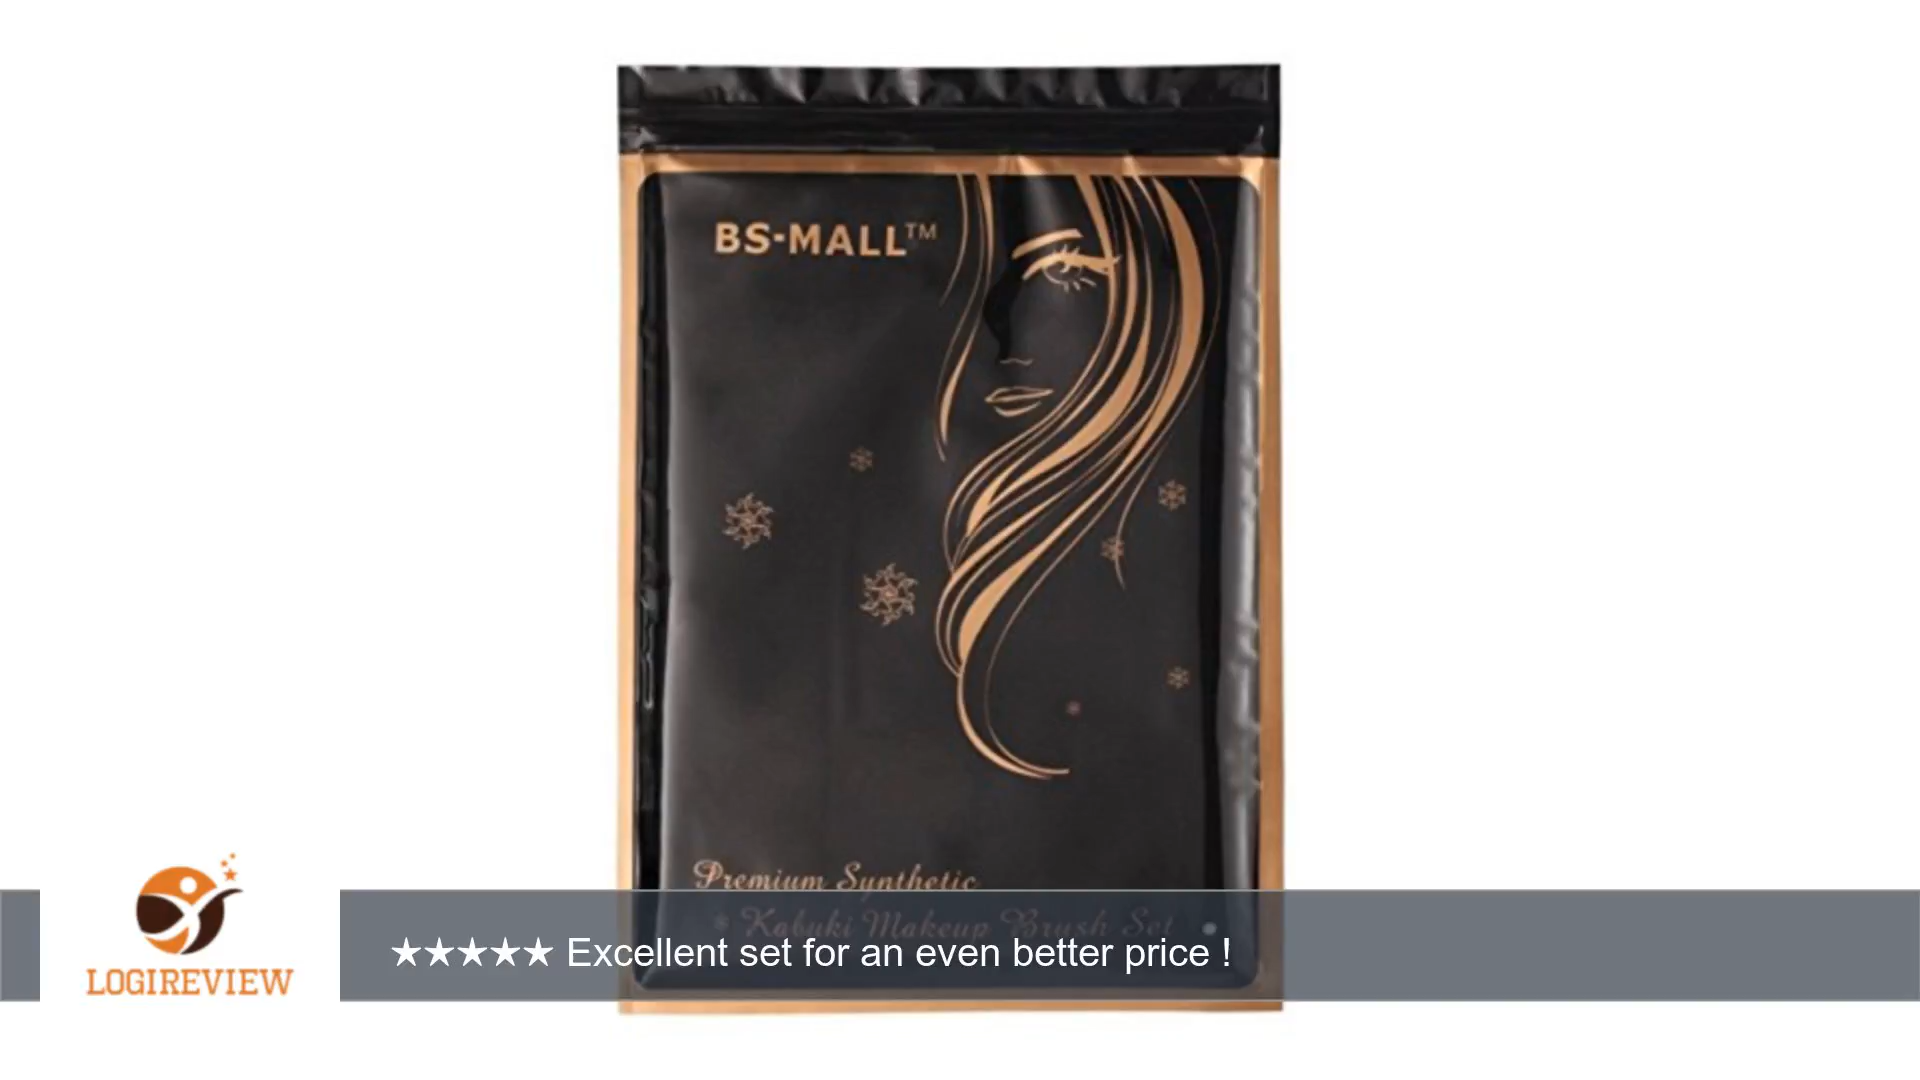 BS-MALL™
Premium Synthetic
Kabuki Makeup Brush Set
★★★★★ Excellent set for an even better price !
LOGIREVIEW